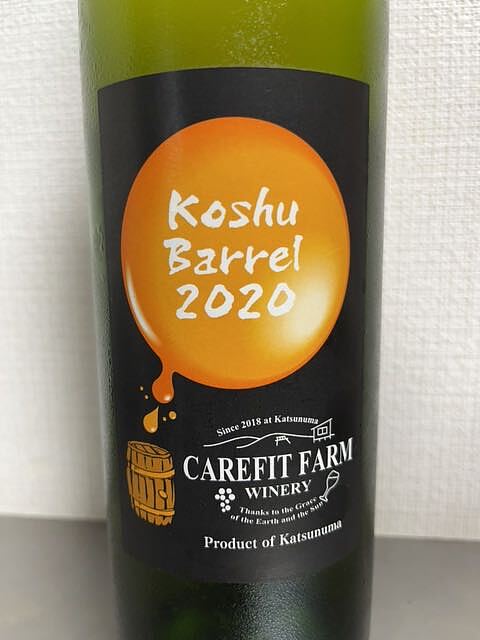 Koshu
Barrel
2020
Since 2018 at Katsunuma
CAREFIT FARM
WINERY
Thanks to the Grace
of the Earth and the Sun
Product of Katsunuma